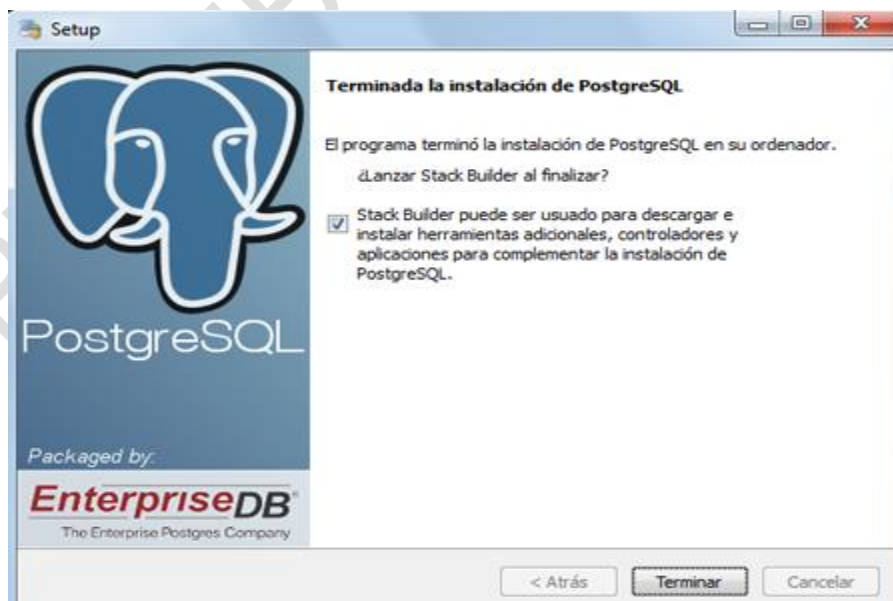 Setup
Terminada la instalación de PostgreSQL
El programa terminó la instalación de PostgreSQL en su ordenador.
¿Lanzar Stack Builder al finalizar?
Stack Builder puede ser usado para descargar e
instalar herramientas adicionales, controladores y
aplicaciones para complementar la instalación de
PostgreSQL.
PostgreSQL
Packaged by:
EnterpriseDB®
The Enterprise Postgres Company
< Atrás
Terminar
Cancelar